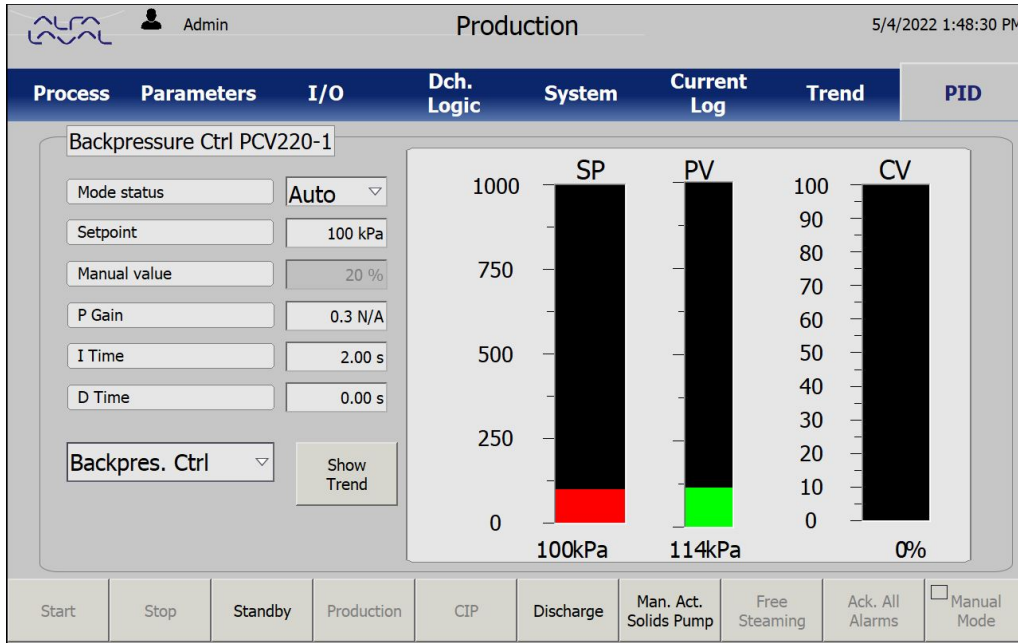 ALFA
LAVAL
Admin
Production
5/4/2022 1:48:30 PM
Process
Parameters
I/O
Dch.
Logic
System
Current
Log
Trend
PID
Backpressure Ctrl PCV220-1
Mode status
Auto
Setpoint
100 kPa
Manual value
20 %
P Gain
0.3 N/A
I Time
2.00 s
D Time
0.00 s
Backpres. Ctrl
Show
Trend
SP
PV
CV
1000
750
500
250
0
100
90
80
70
60
50
40
30
20
10
0
100kPa
114kPa
0%
Start
Stop
Standby
Production
CIP
Discharge
Man. Act.
Solids Pump
Free
Steaming
Ack. All
Alarms
Manual
Mode